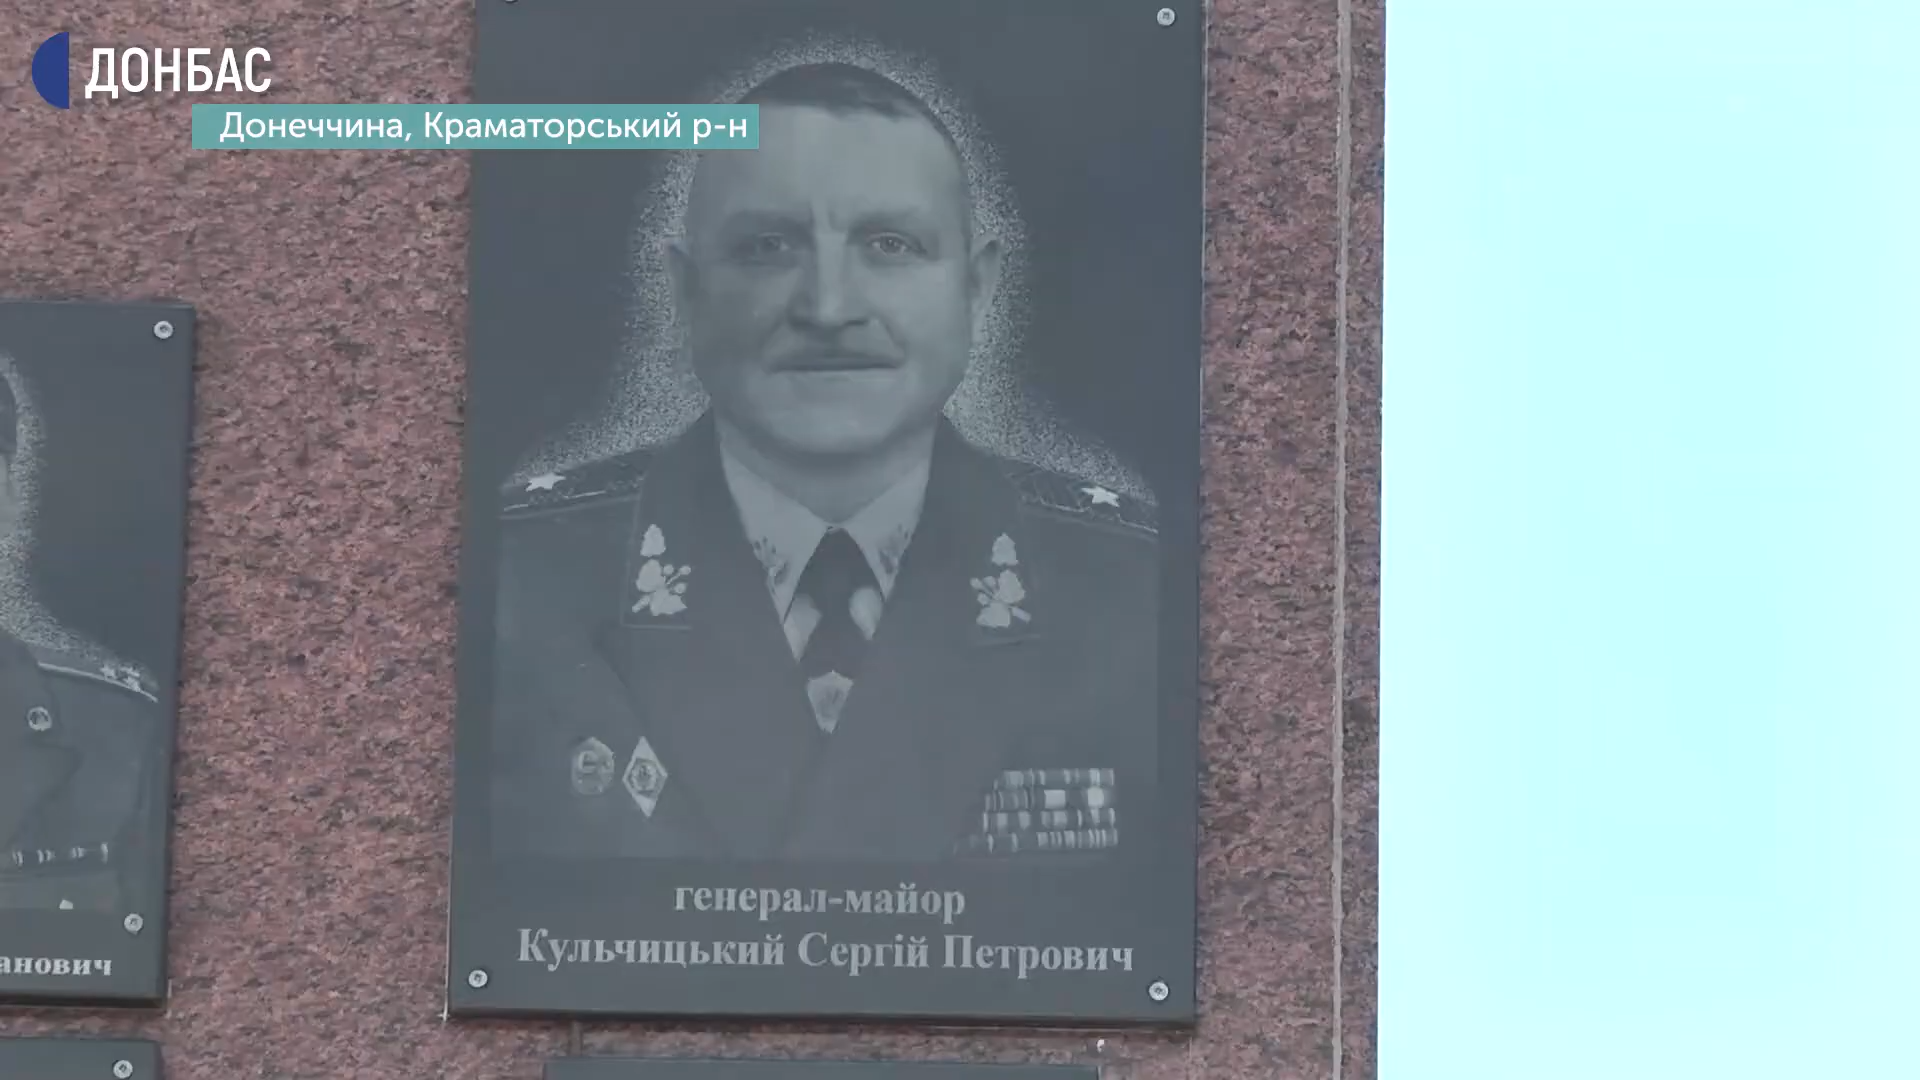 ДОНБАС
Донеччина, Краматорський р-н
генерал-майор
Кульчицький Сергій Петрович
анович